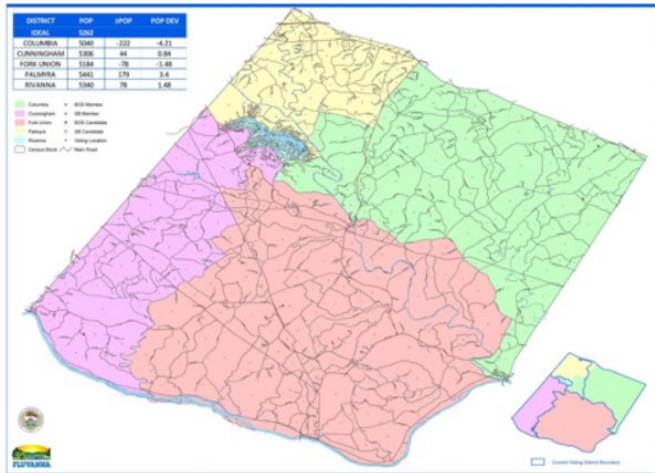 DISTRICT POP ±POP POP DEV
IDEAL 5262
COLUMBIA 5040 -222 -4.21
CUNNINGHAM 5306 44 0.84
FORK UNION 5184 -78 -1.48
PALMYRA 5441 179 3.4
RIVANNA 5340 78 1.48
Columbia BOS Member
Cunningham SB Member
Fork Union BOS Candidate
Palmyra SB Candidate
Rivanna Voting Location
Census Block Main Road
FLUVANNA
Current Voting District Boundary